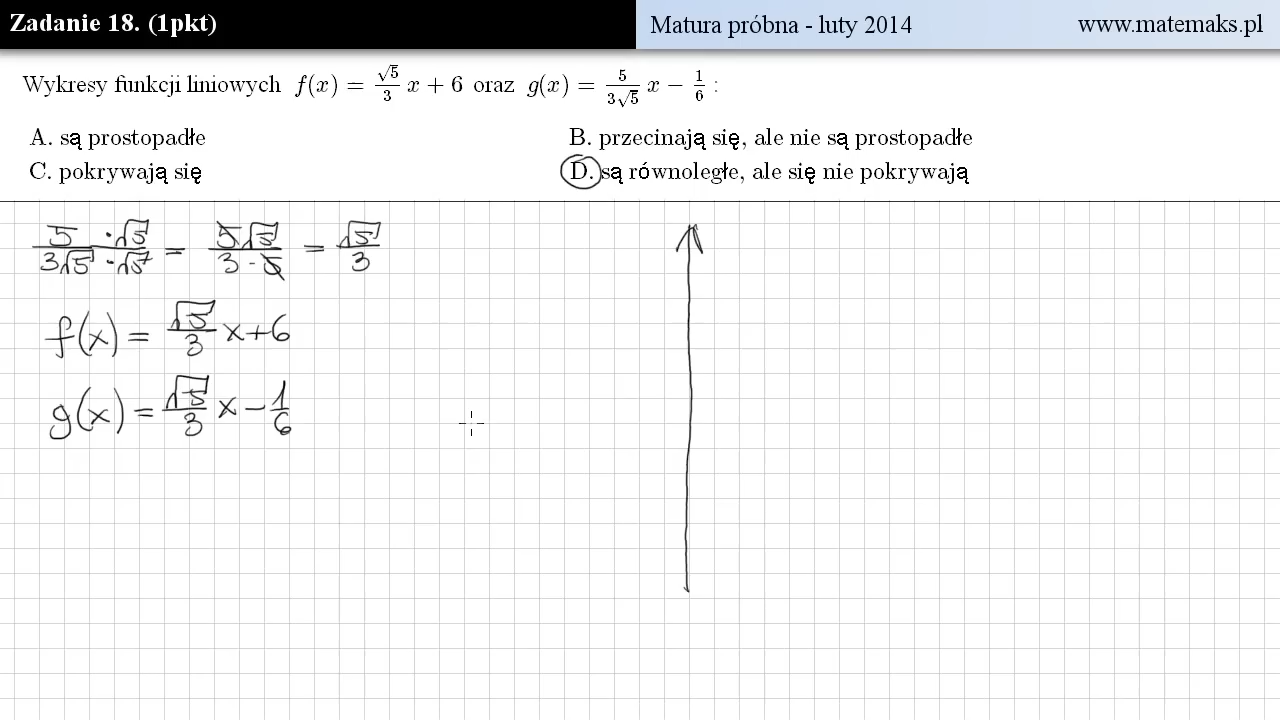 Zadanie 18. (1pkt)
Matura próbna - luty 2014
www.matemaks.pl
Wykresy funkcji liniowych f(x) = √5/3 x + 6 oraz g(x) = 5/(3√5) x − 1/6 :
A. są prostopadłe
B. przecinają się, ale nie są prostopadłe
C. pokrywają się
D. są równoległe, ale się nie pokrywają
5·√5/(3√5·√5) = 5√5/(3·5) = √5/3
f(x) = √5/3 x+6
g(x) = √5/3 x − 1/6